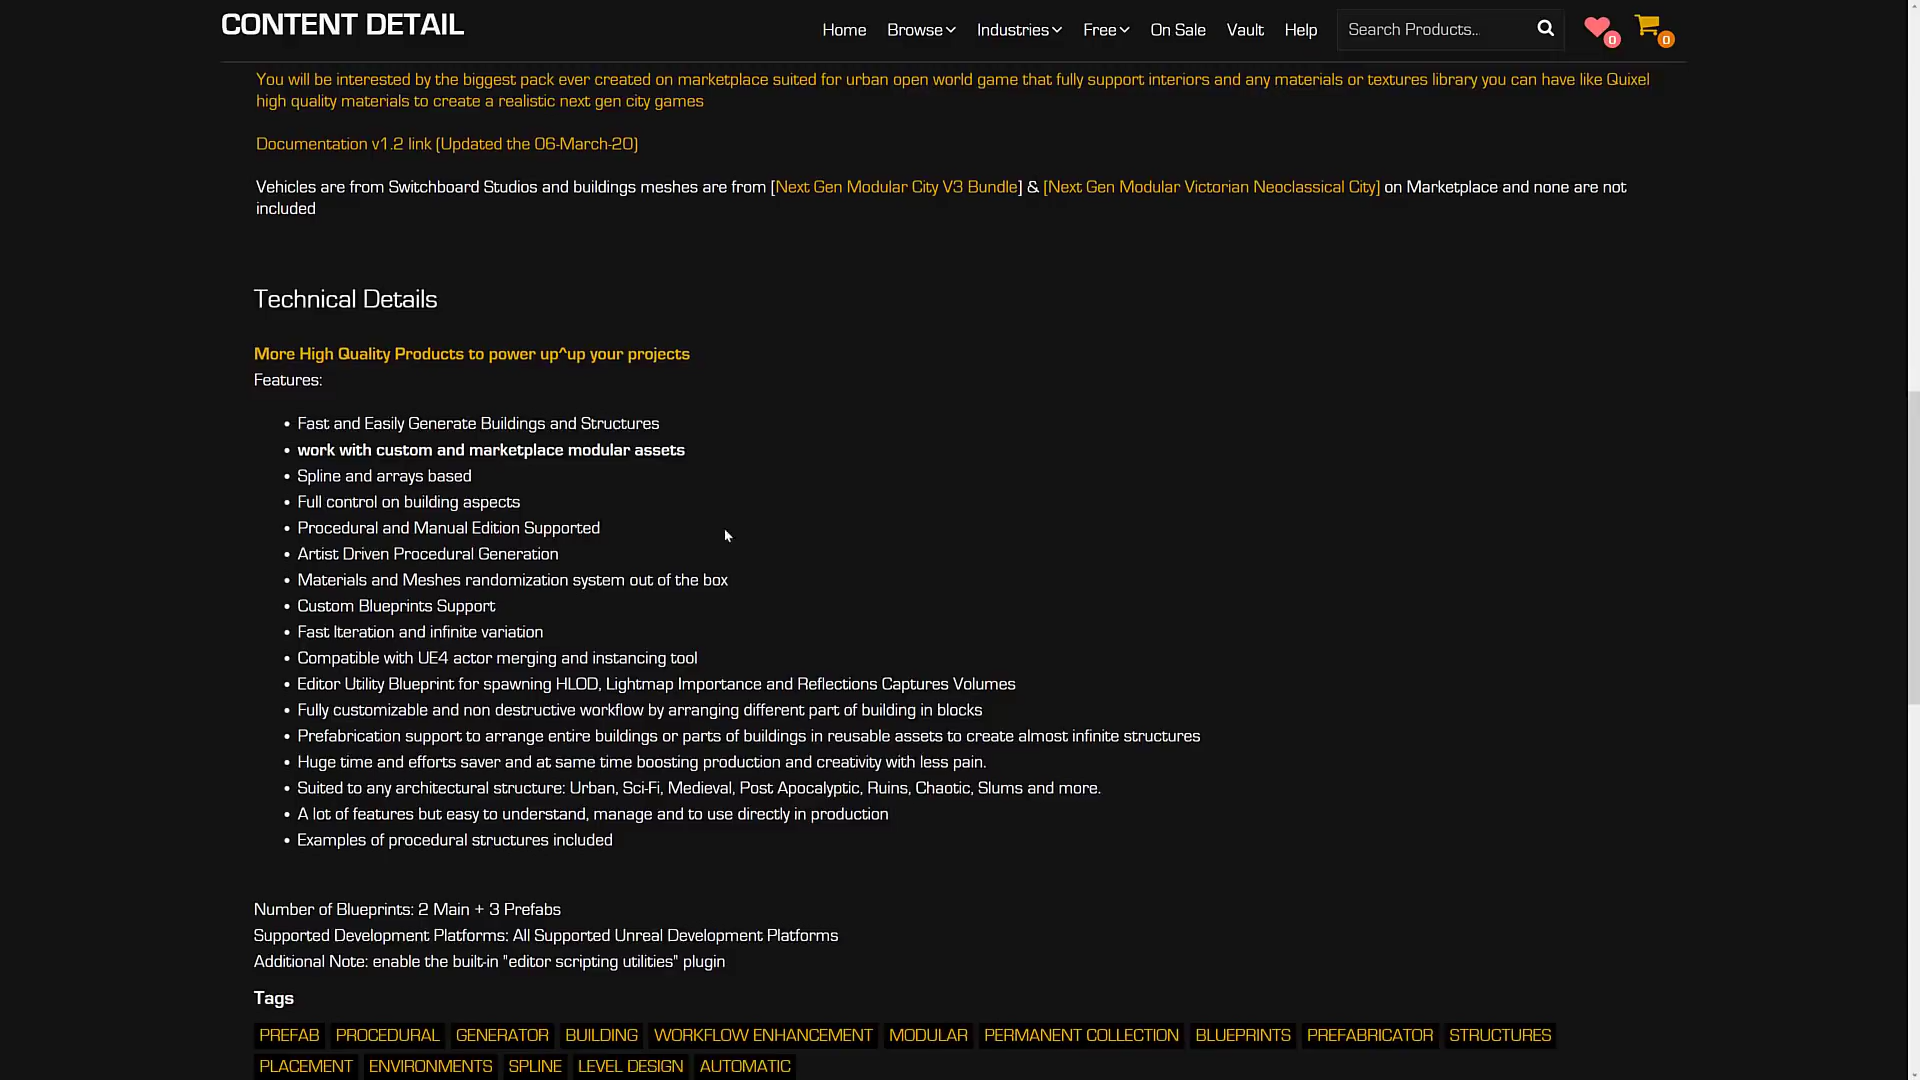 CONTENT DETAIL
Home Browse Industries Free On Sale Vault Help Search Products... 0 0
You will be interested by the biggest pack ever created on marketplace suited for urban open world game that fully support interiors and any materials or textures library you can have like Quixel
high quality materials to create a realistic next gen city games
Documentation v1.2 link (Updated the 06-March-20)
Vehicles are from Switchboard Studios and buildings meshes are from [Next Gen Modular City V3 Bundle] & [Next Gen Modular Victorian Neoclassical City] on Marketplace and none are not
included
Technical Details
More High Quality Products to power up^up your projects
Features:
• Fast and Easily Generate Buildings and Structures
• work with custom and marketplace modular assets
• Spline and arrays based
• Full control on building aspects
• Procedural and Manual Edition Supported
• Artist Driven Procedural Generation
• Materials and Meshes randomization system out of the box
• Custom Blueprints Support
• Fast Iteration and infinite variation
• Compatible with UE4 actor merging and instancing tool
• Editor Utility Blueprint for spawning HLOD, Lightmap Importance and Reflections Captures Volumes
• Fully customizable and non destructive workflow by arranging different part of building in blocks
• Prefabrication support to arrange entire buildings or parts of buildings in reusable assets to create almost infinite structures
• Huge time and efforts saver and at same time boosting production and creativity with less pain.
• Suited to any architectural structure: Urban, Sci-Fi, Medieval, Post Apocalyptic, Ruins, Chaotic, Slums and more.
• A lot of features but easy to understand, manage and to use directly in production
• Examples of procedural structures included
Number of Blueprints: 2 Main + 3 Prefabs
Supported Development Platforms: All Supported Unreal Development Platforms
Additional Note: enable the built-in "editor scripting utilities" plugin
Tags
PREFAB PROCEDURAL GENERATOR BUILDING WORKFLOW ENHANCEMENT MODULAR PERMANENT COLLECTION BLUEPRINTS PREFABRICATOR STRUCTURES
PLACEMENT ENVIRONMENTS SPLINE LEVEL DESIGN AUTOMATIC